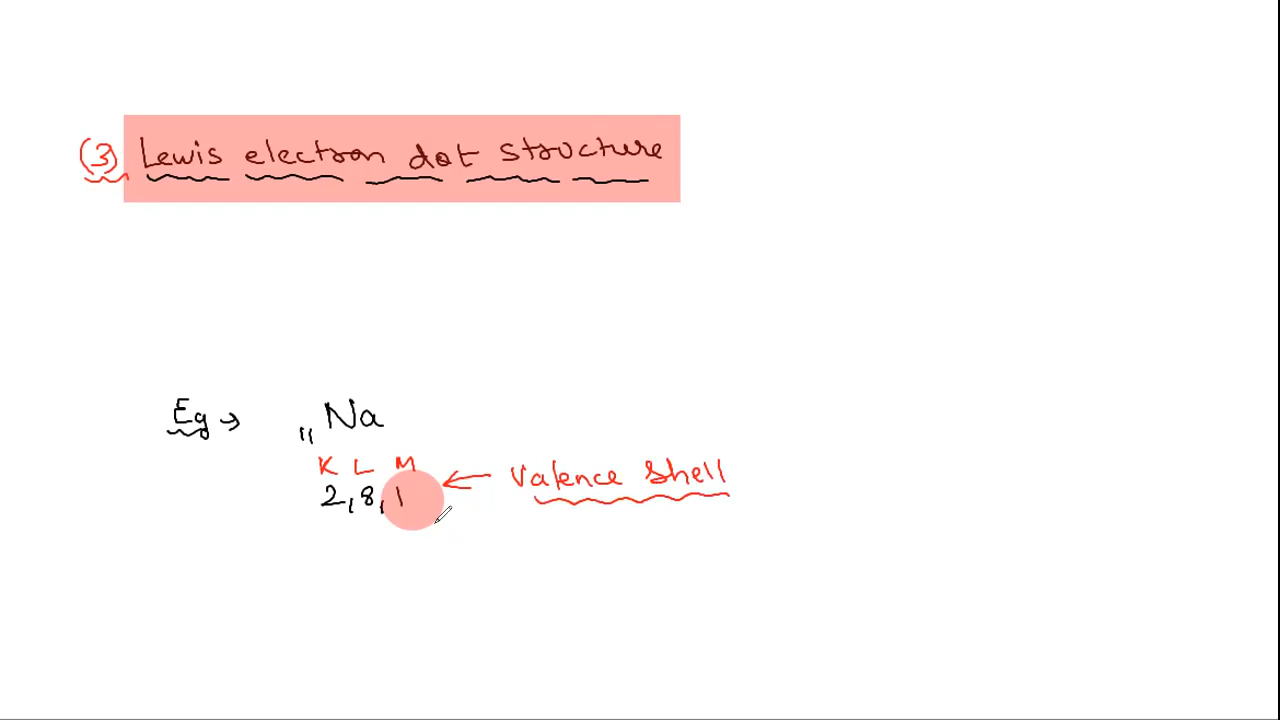 (3) Lewis electron dot structure
Eg → ₁₁Na
K L M
2,8,1 ← Valence Shell